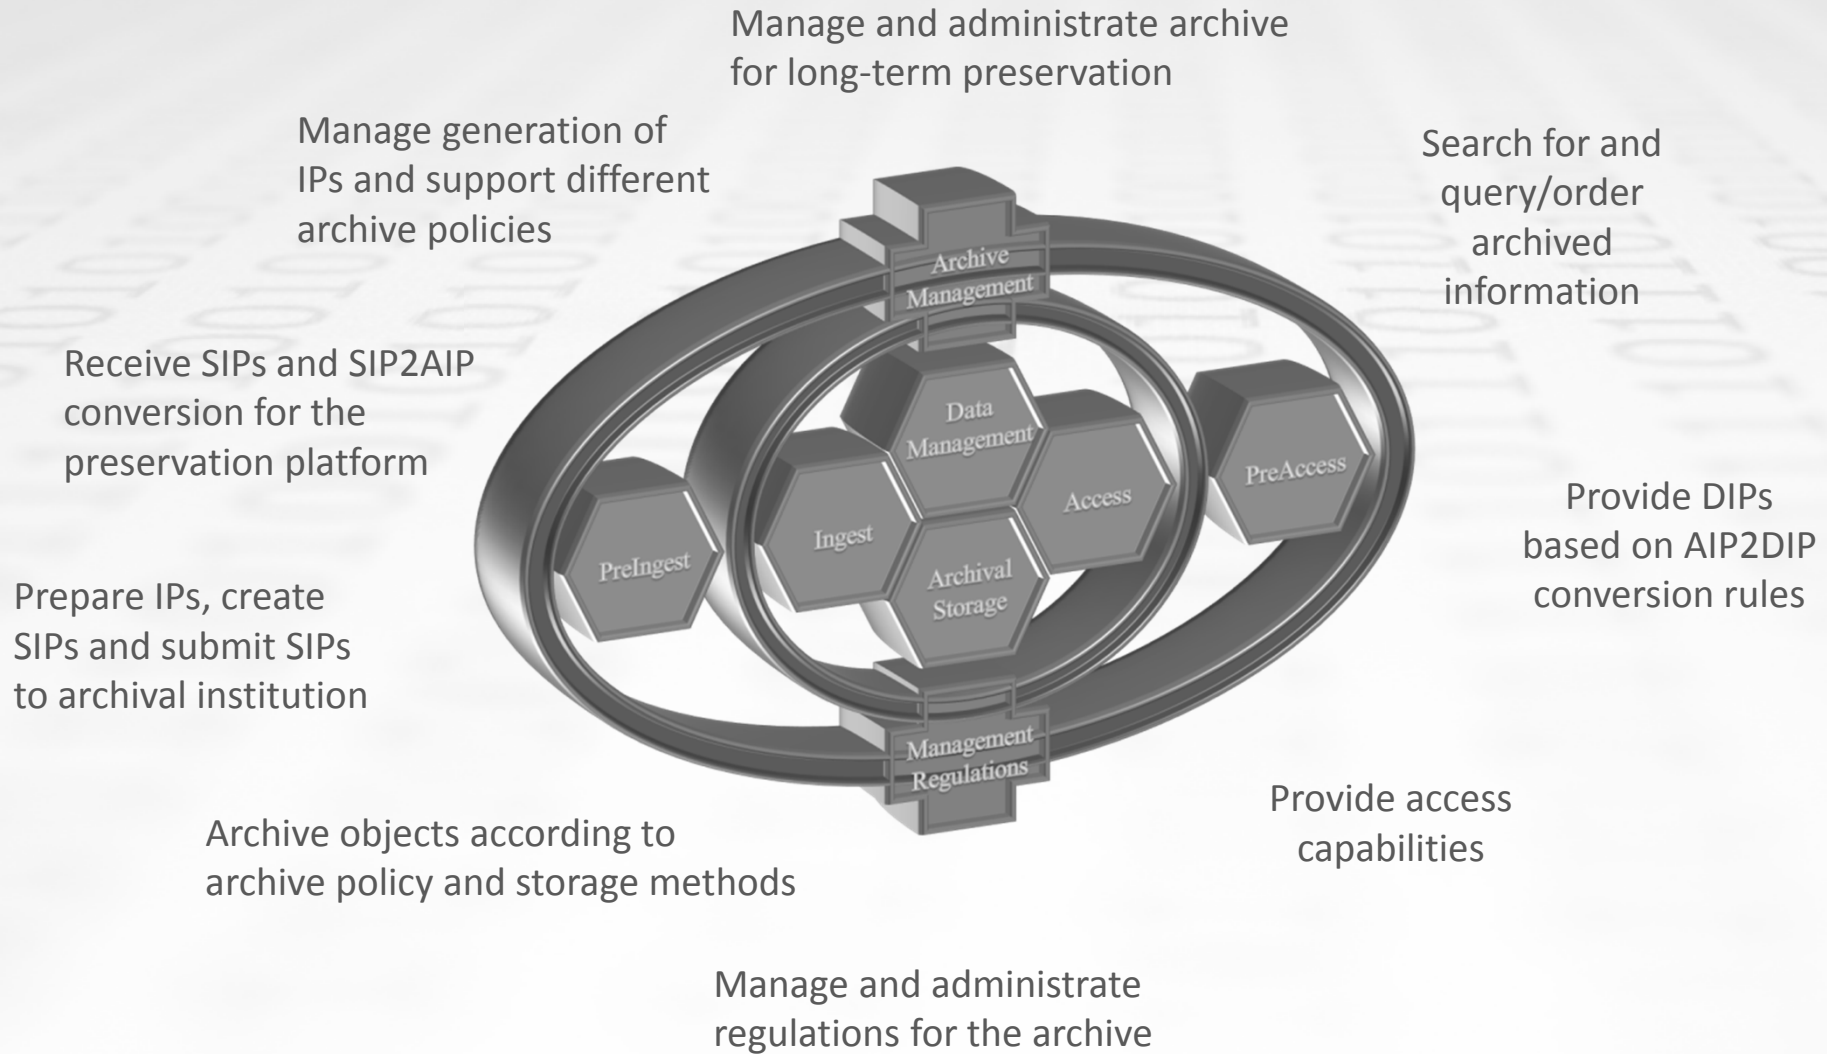 Manage and administrate archive
for long-term preservation
Manage generation of
IPs and support different
archive policies
Search for and
query/order
archived
information
Receive SIPs and SIP2AIP
conversion for the
preservation platform
Prepare IPs, create
SIPs and submit SIPs
to archival institution
Archive
Management
Data
Management
PreIngest
Ingest
Archival
Storage
Access
PreAccess
Management
Regulations
Provide DIPs
based on AIP2DIP
conversion rules
Archive objects according to
archive policy and storage methods
Provide access
capabilities
Manage and administrate
regulations for the archive